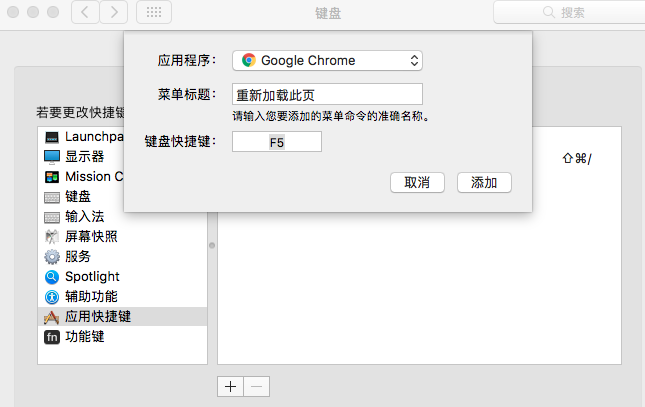 键盘
搜索
应用程序：
Google Chrome
菜单标题：
重新加载此页
请输入您要添加的菜单命令的准确名称。
键盘快捷键：
F5
取消
添加
若要更改快捷键
Launchpa
显示器
Mission C
键盘
输入法
屏幕快照
服务
Spotlight
辅助功能
应用快捷键
fn 功能键
⇧⌘/